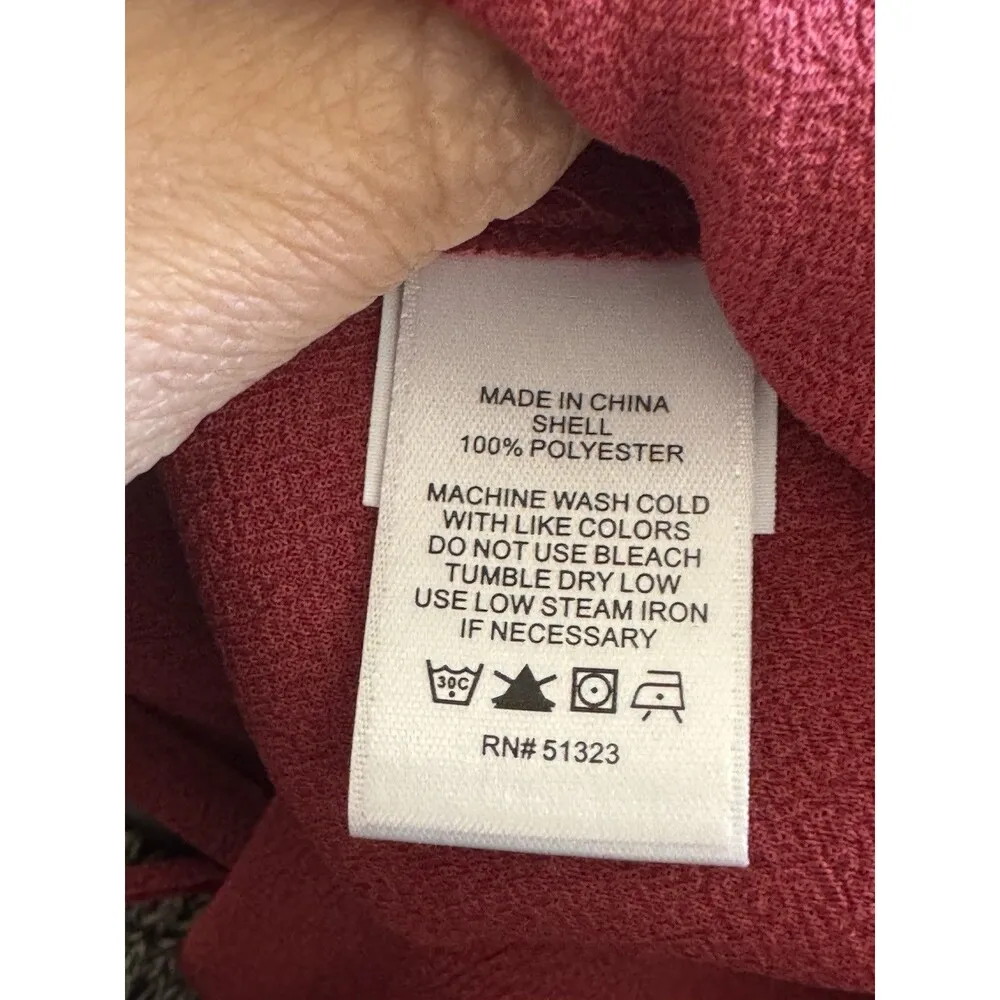 MADE IN CHINA
SHELL
100% POLYESTER
MACHINE WASH COLD
WITH LIKE COLORS
DO NOT USE BLEACH
TUMBLE DRY LOW
USE LOW STEAM IRON
IF NECESSARY
30C
RN# 51323